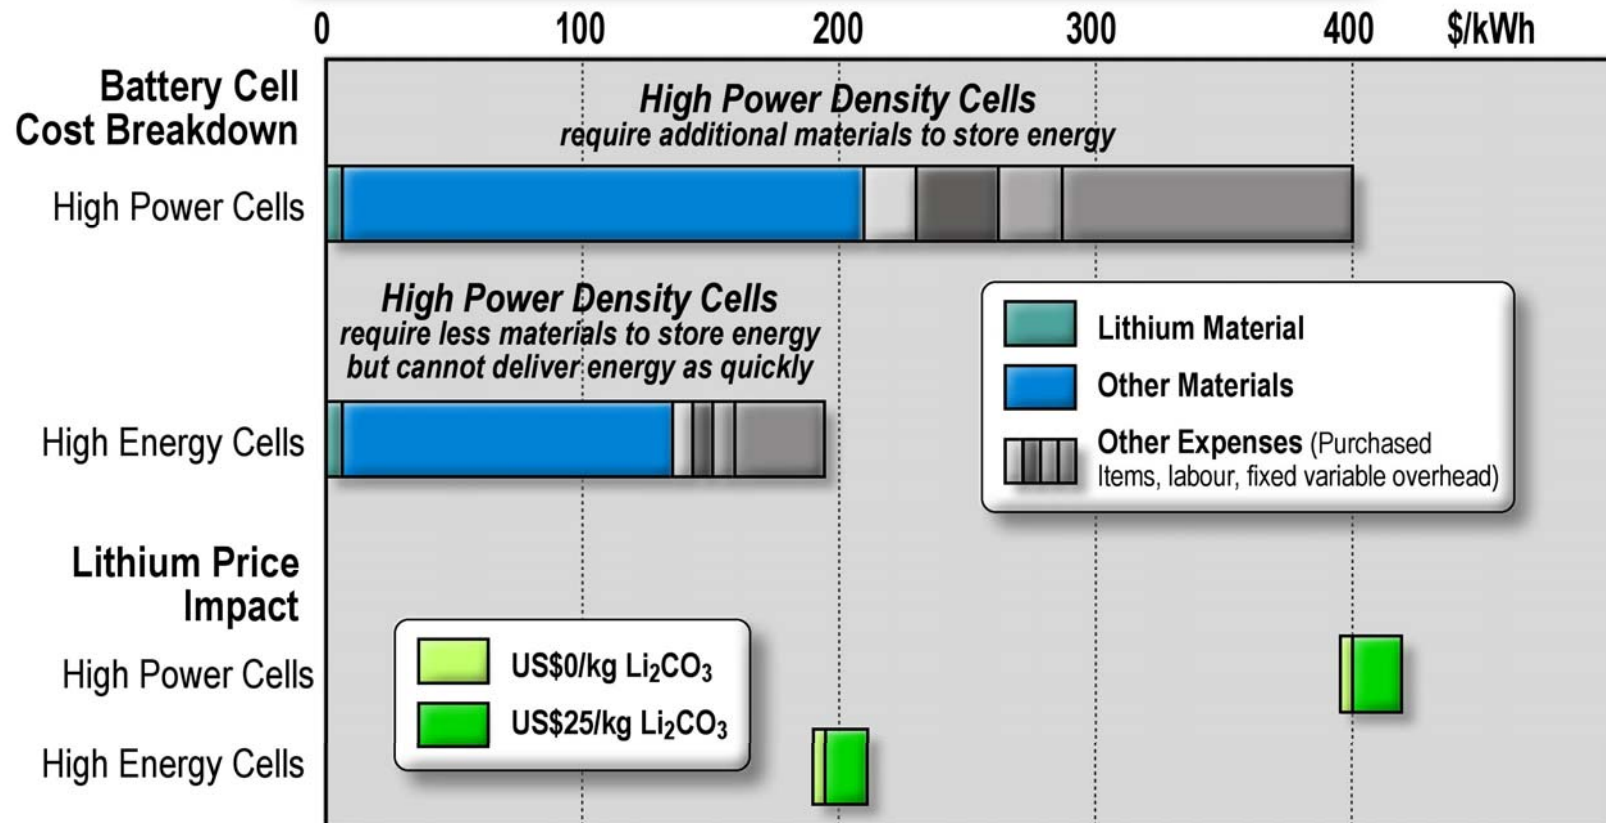 0 100 200 300 400 $/kWh
Battery Cell
Cost Breakdown
High Power Density Cells
require additional materials to store energy
High Power Cells
High Power Density Cells
require less materials to store energy
but cannot deliver energy as quickly
High Energy Cells
Lithium Material
Other Materials
Other Expenses (Purchased
Items, labour, fixed variable overhead)
Lithium Price
Impact
High Power Cells
High Energy Cells
US$0/kg Li₂CO₃
US$25/kg Li₂CO₃